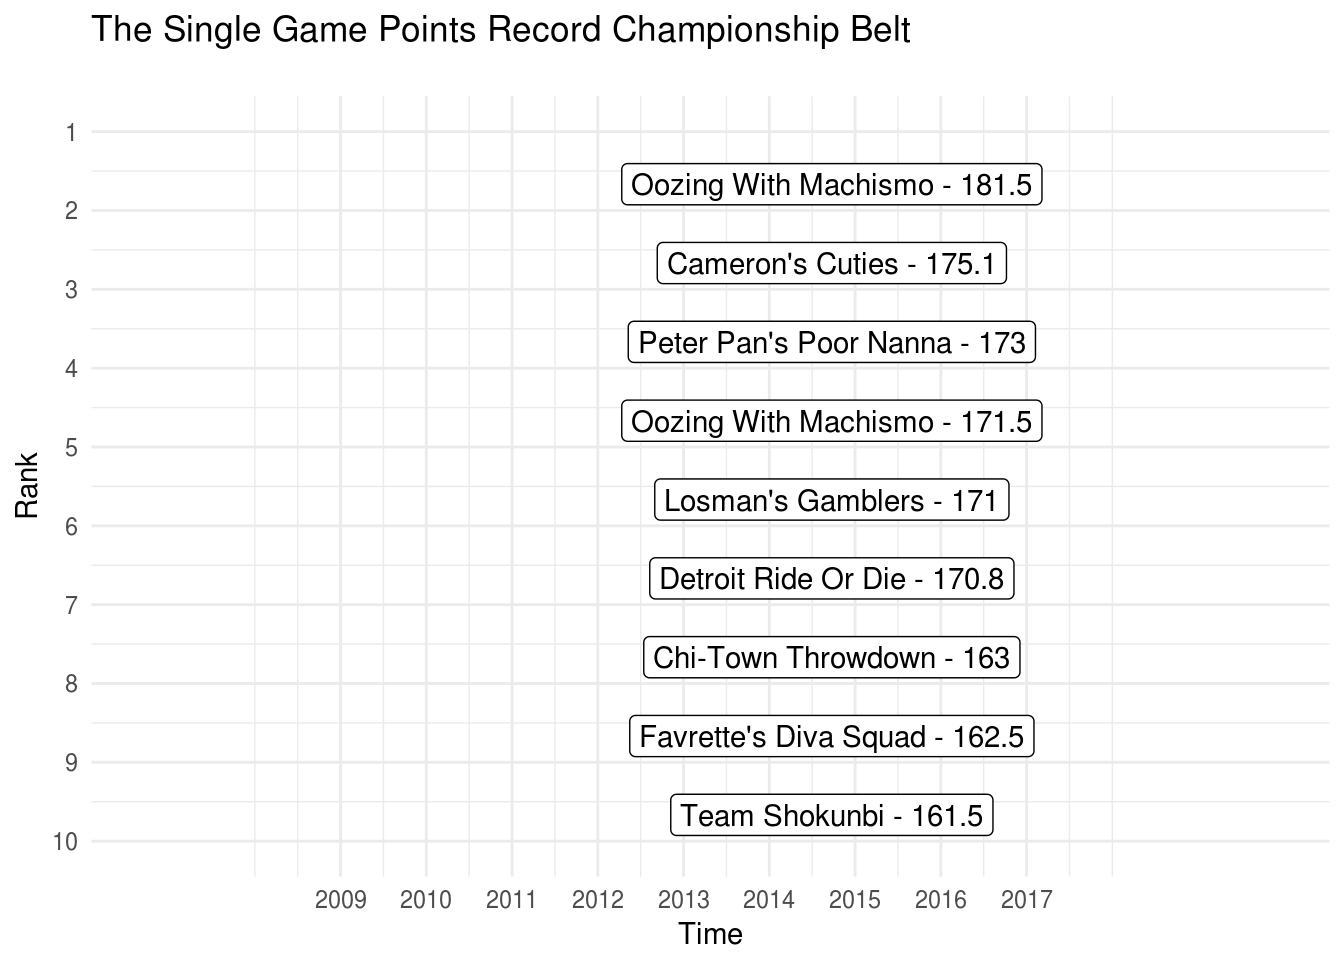 The Single Game Points Record Championship Belt
1
Oozing With Machismo - 181.5
2
Cameron's Cuties - 175.1
3
Peter Pan's Poor Nanna - 173
4
Oozing With Machismo - 171.5
5
Rank
Losman's Gamblers - 171
6
Detroit Ride Or Die - 170.8
7
Chi-Town Throwdown - 163
8
Favrette's Diva Squad - 162.5
9
Team Shokunbi - 161.5
10
2009 2010 2011 2012 2013 2014 2015 2016 2017
Time